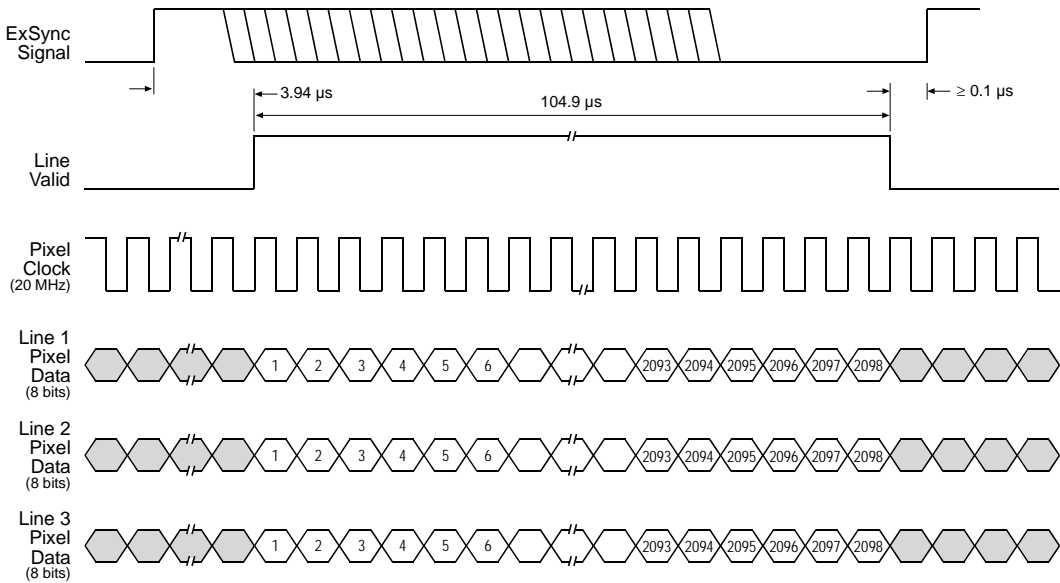 ExSync
Signal
3.94 µs
104.9 µs
≥ 0.1 µs
Line
Valid
Pixel
Clock
(20 MHz)
Line 1
Pixel
Data
(8 bits)
1 2 3 4 5 6 2093 2094 2095 2096 2097 2098
Line 2
Pixel
Data
(8 bits)
1 2 3 4 5 6 2093 2094 2095 2096 2097 2098
Line 3
Pixel
Data
(8 bits)
1 2 3 4 5 6 2093 2094 2095 2096 2097 2098